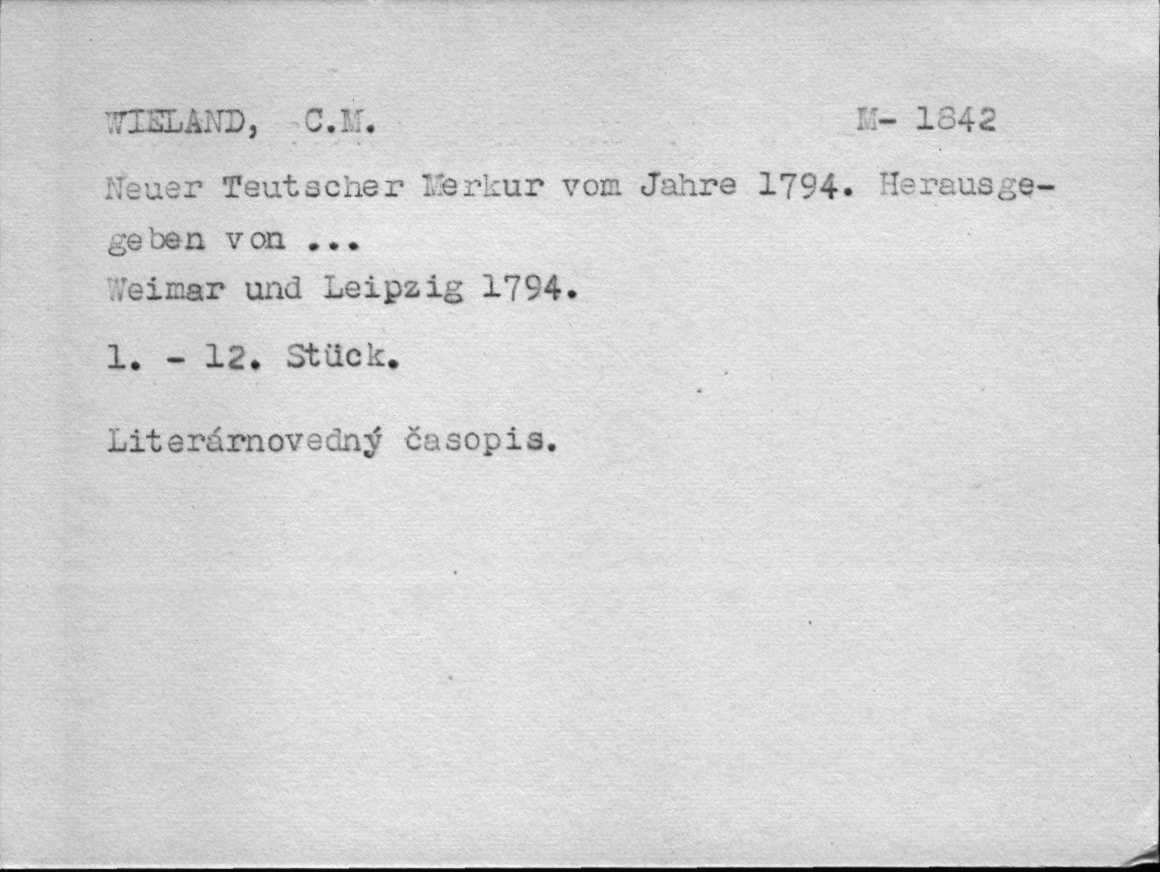 WIELAND, C.M. M- 1842
Neuer Teutscher Merkur vom Jahre 1794. Herausge-
geben von ...
Weimar und Leipzig 1794.
1. - 12. Stück.
Literárnovedný časopis.